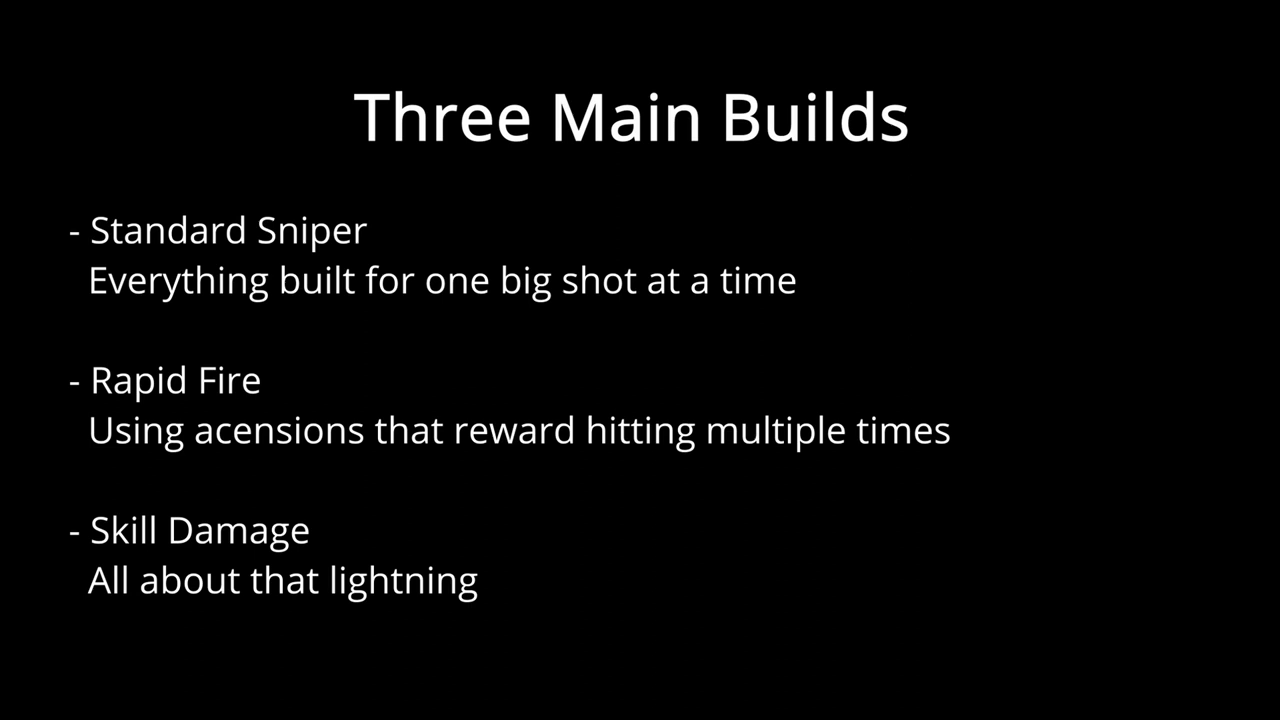 Three Main Builds
- Standard Sniper
Everything built for one big shot at a time
- Rapid Fire
Using acensions that reward hitting multiple times
- Skill Damage
All about that lightning